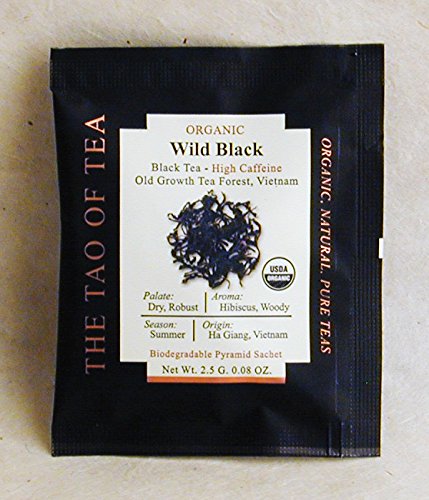 THE TAO OF TEA
ORGANIC
Wild Black
Black Tea - High Caffeine
Old Growth Tea Forest, Vietnam
USDA
ORGANIC
Palate:
Dry, Robust
Aroma:
Hibiscus, Woody
Season:
Summer
Origin:
Ha Giang, Vietnam
Biodegradable Pyramid Sachet
Net Wt. 2.5 G. 0.08 OZ.
ORGANIC, NATURAL, PURE TEAS